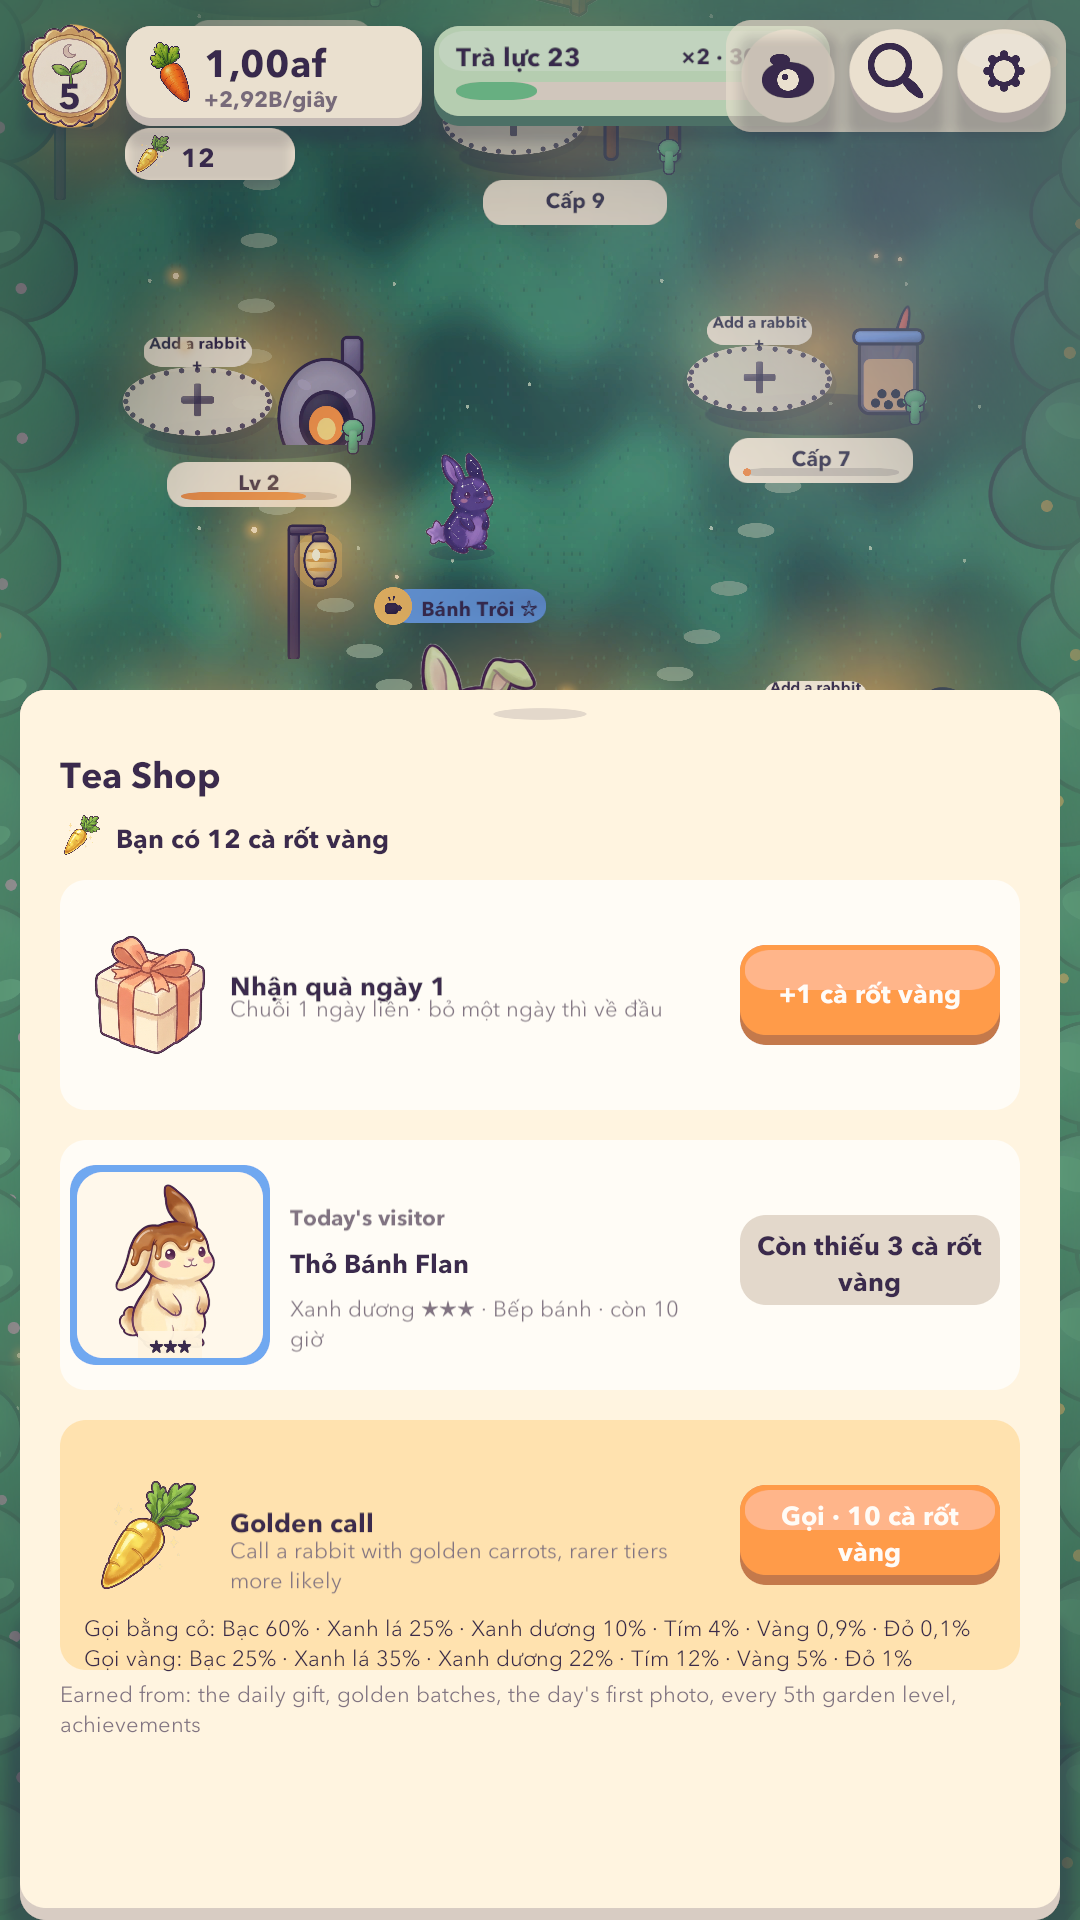 5
1,00af
+2,92B/giây
12
Trà lực 23
×2 ·
Cấp 9
Add a rabbit
+
Lv 2
Add a rabbit
+
Cấp 7
Bánh Trôi ☆
Add a rabbit
Tea Shop
Bạn có 12 cà rốt vàng
Nhận quà ngày 1
Chuỗi 1 ngày liền · bỏ một ngày thì về đầu
+1 cà rốt vàng
★★★
Today's visitor
Thỏ Bánh Flan
Xanh dương ★★★ · Bếp bánh · còn 10
giờ
Còn thiếu 3 cà rốt
vàng
Golden call
Call a rabbit with golden carrots, rarer tiers
more likely
Gọi · 10 cà rốt
vàng
Gọi bằng cỏ: Bạc 60% · Xanh lá 25% · Xanh dương 10% · Tím 4% · Vàng 0,9% · Đỏ 0,1%
Gọi vàng: Bạc 25% · Xanh lá 35% · Xanh dương 22% · Tím 12% · Vàng 5% · Đỏ 1%
Earned from: the daily gift, golden batches, the day's first photo, every 5th garden level,
achievements